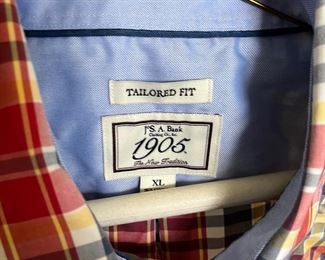 TAILORED FIT
JoS. A. Bank
Clothing Co., Inc.
1905
The New Tradition
XL